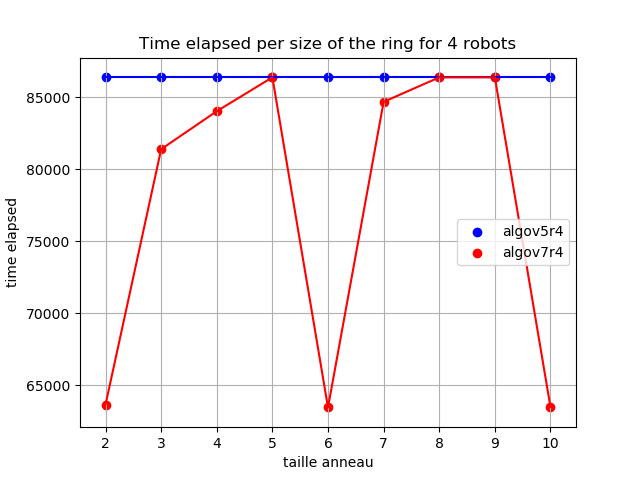 Time elapsed per size of the ring for 4 robots
time elapsed
85000
80000
75000
70000
65000
algov5r4
algov7r4
2 3 4 5 6 7 8 9 10
taille anneau